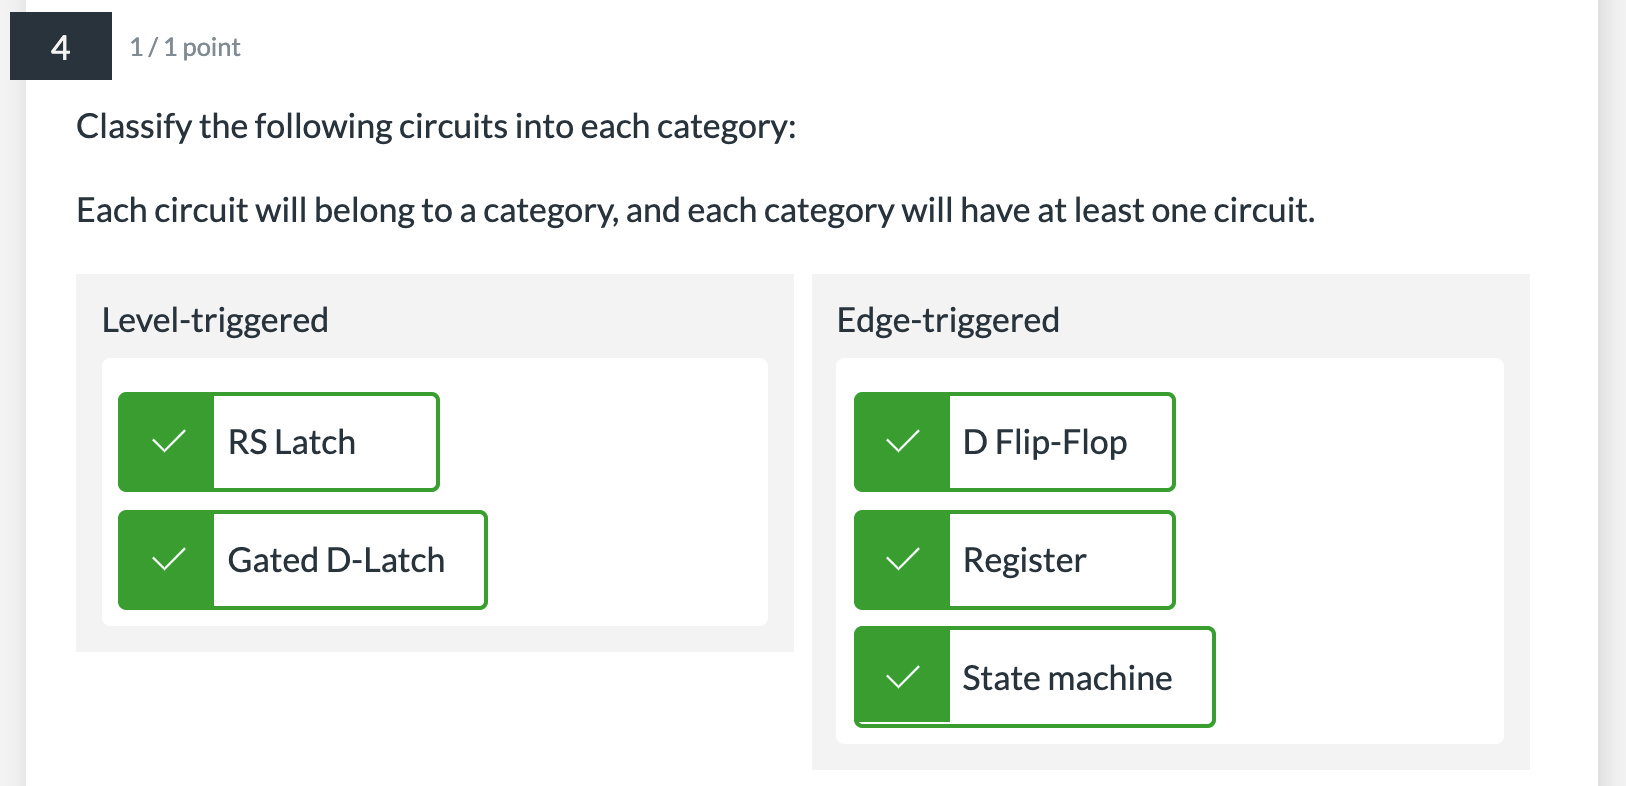 4
1 / 1 point
Classify the following circuits into each category:
Each circuit will belong to a category, and each category will have at least one circuit.
Level-triggered
RS Latch
Gated D-Latch
Edge-triggered
D Flip-Flop
Register
State machine